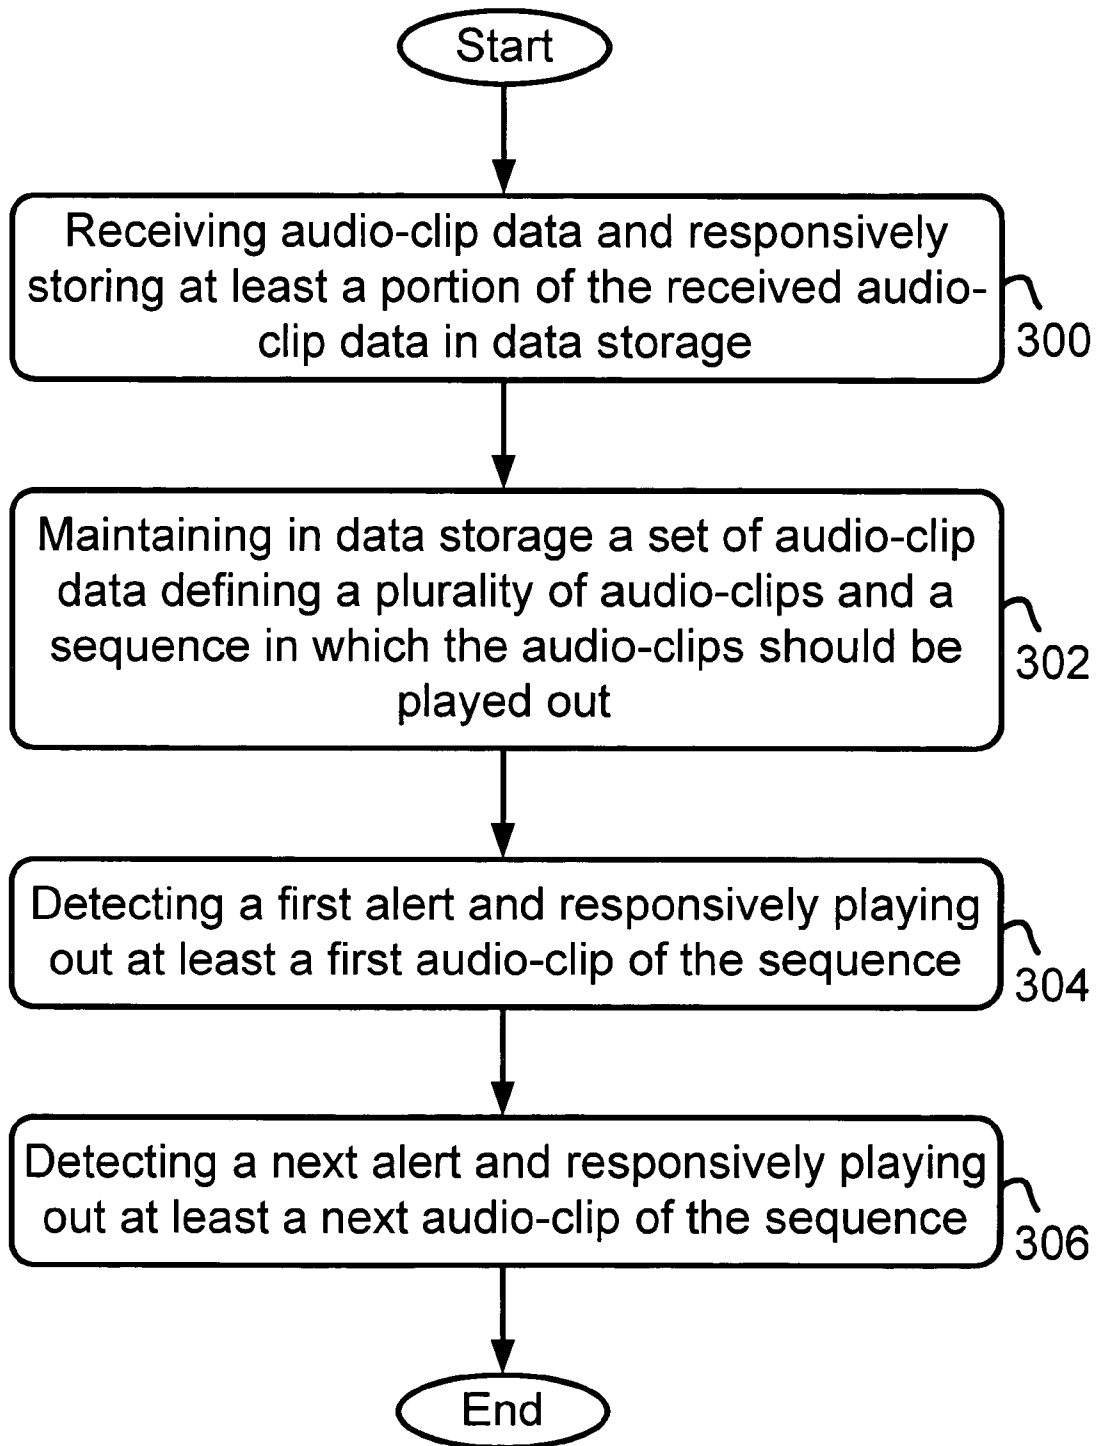 Start
Receiving audio-clip data and responsively
storing at least a portion of the received audio-
clip data in data storage
300
Maintaining in data storage a set of audio-clip
data defining a plurality of audio-clips and a
sequence in which the audio-clips should be
played out
302
Detecting a first alert and responsively playing
out at least a first audio-clip of the sequence
304
Detecting a next alert and responsively playing
out at least a next audio-clip of the sequence
306
End